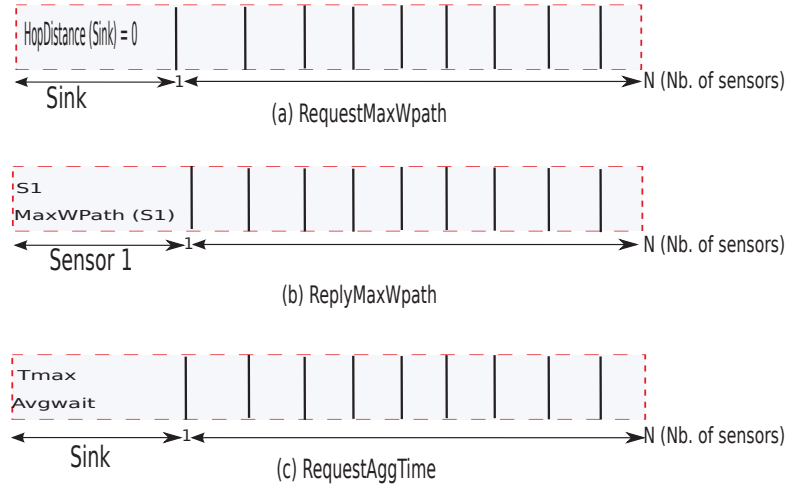 HopDistance (Sink) = 0
1
N (Nb. of sensors)
Sink
(a) RequestMaxWpath
S1
MaxWPath (S1)
1
N (Nb. of sensors)
Sensor 1
(b) ReplyMaxWpath
Tmax
Avgwait
1
N (Nb. of sensors)
Sink
(c) RequestAggTime